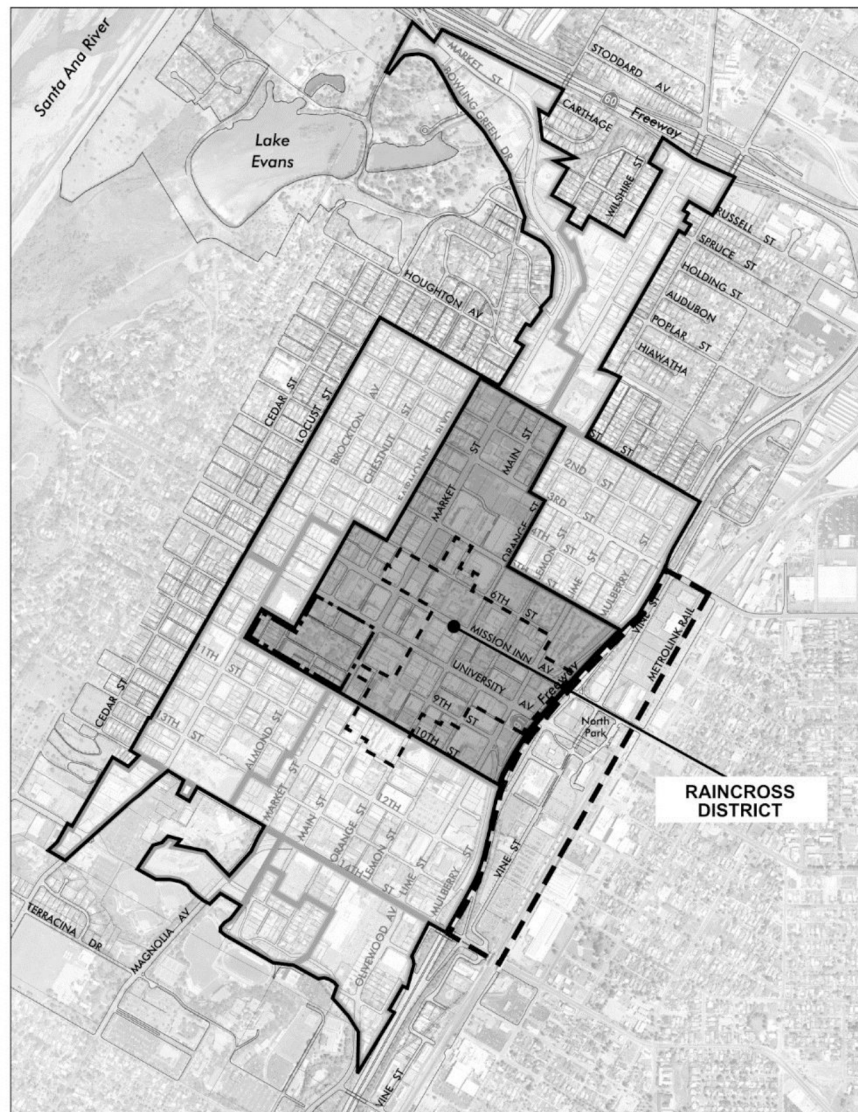 Santa Ana River
Lake
Evans
MARKET ST
BOWLING GREEN DR
STODDARD AV
60
Freeway
CARTHAGE
WILSHIRE ST
RUSSELL ST
SPRUCE ST
HOLDING ST
AUDUBON
POPLAR ST
HIAWATHA
HOUGHTON AV
CEDAR ST
LOCUST ST
BROCKTON AV
CHESTNUT ST
MARKET ST
MAIN ST
ORANGE ST
2ND ST
3RD ST
4TH ST
LEMON ST
LIME ST
MULBERRY ST
6TH ST
MISSION INN AV
UNIVERSITY AV
9TH ST
10TH ST
Freeway
VINE ST
METROLINK RAIL
North
Park
RAINCROSS
DISTRICT
11TH ST
13TH ST
CEDAR ST
ALMOND ST
MARKET ST
MAIN ST
12TH
ORANGE ST
LEMON ST
14TH ST
LIME ST
MULBERRY ST
VINE ST
OLIVEWOOD AV
TERRACINA DR
MAGNOLIA AV
VINE ST